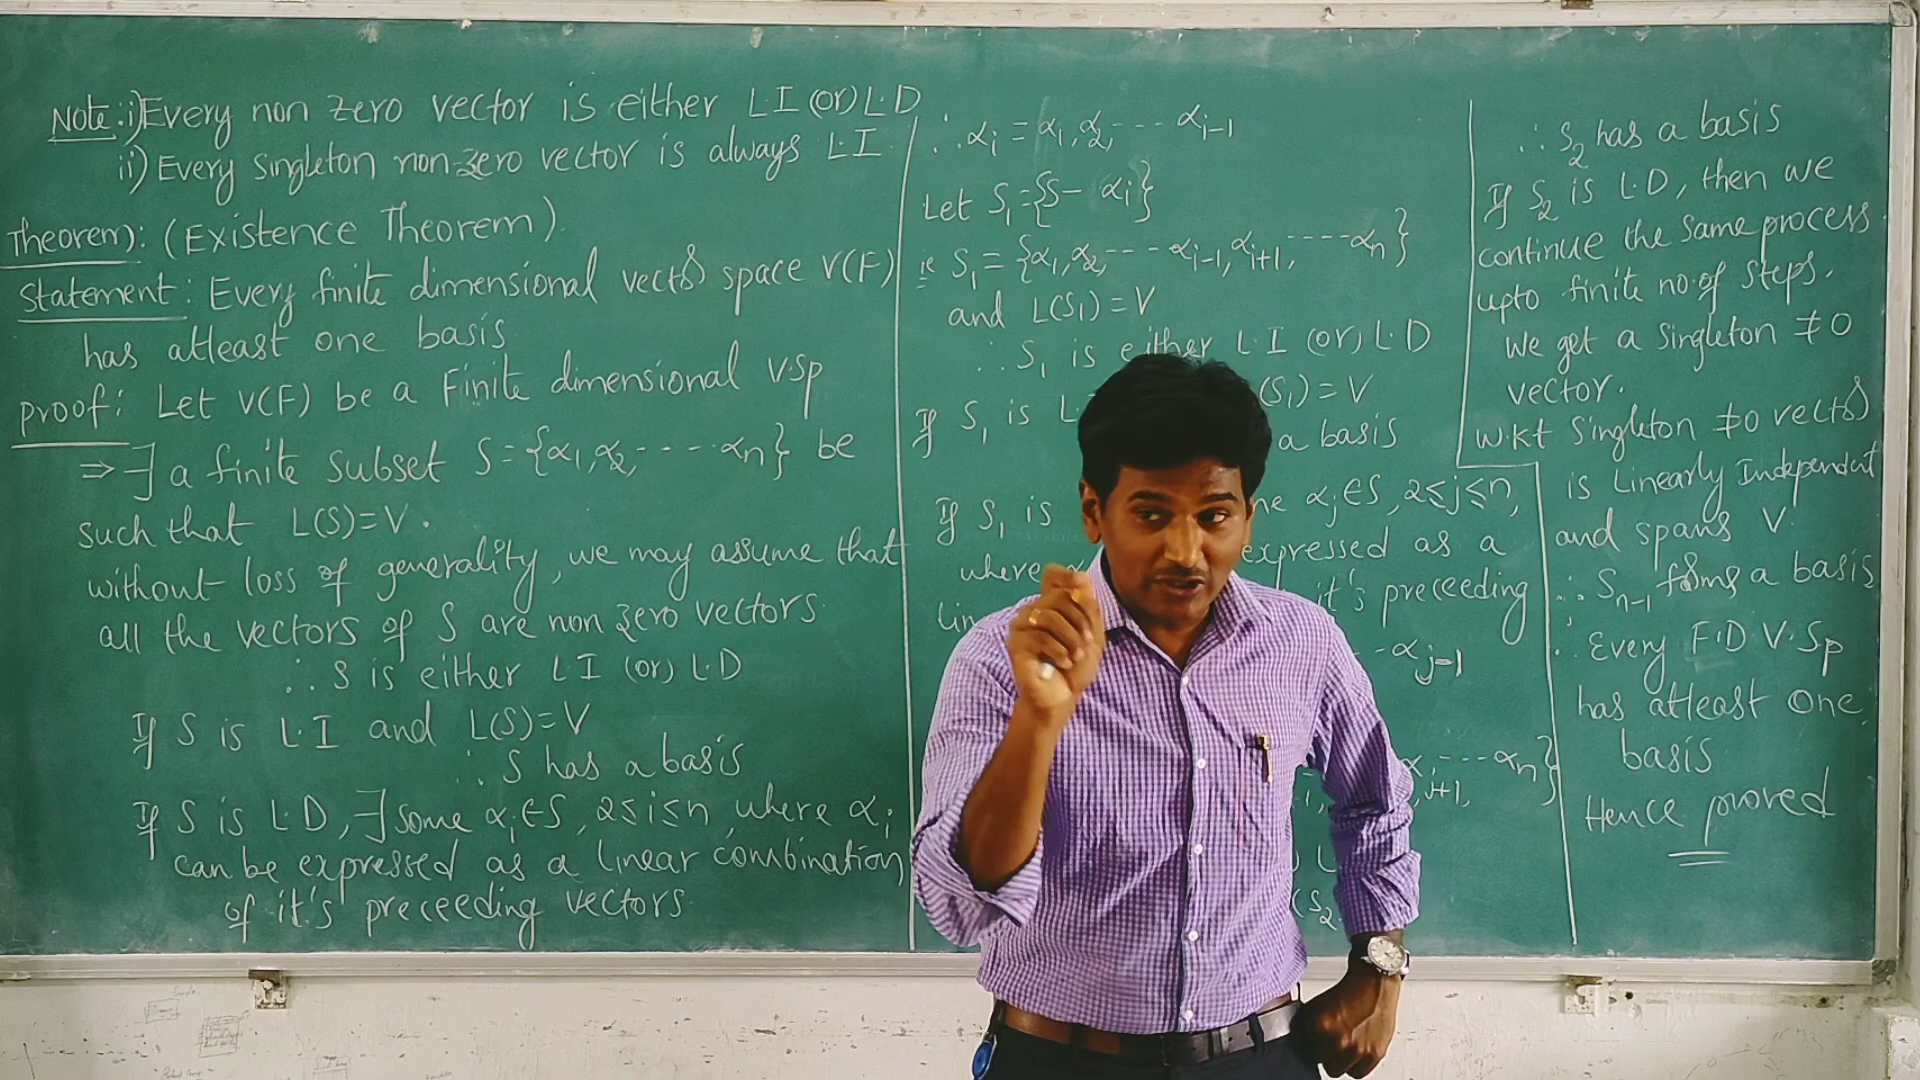 Note: i) Every non zero vector is either L.I (or) L.D
ii) Every singleton non-zero vector is always L.I
Theorem: (Existence Theorem).
Statement: Every finite dimensional vector space V(F)
has atleast one basis
proof: Let V(F) be a Finite dimensional v.sp
⇒ ∃ a finite subset S={α1,α2,----αn} be
such that L(S)=V.
without loss of generality, we may assume that
all the vectors of S are non zero vectors.
∴ S is either L.I (or) L.D
If S is L.I and L(S)=V
∴ S has a basis
If S is L.D, ∃ some αi∈S, 2≤i≤n, where αi
can be expressed as a linear combination
of it's preceeding vectors.
∴ αi = α1,α2,---- αi-1
Let S1={S- αi}
ie S1={α1,α2,----αi-1,αi+1,----αn}
and L(S1)=V
∴ S1 is either L.I (or) L.D
If S1 is L (S1)=V
a basis
If S1 is αj∈S, 2≤j≤n,
where expressed as a
it's preceeding
--αj-1
j+1, ---αn}
(S2
∴ S2 has a basis
If S2 is L.D, then we
continue the same process
upto finite no.of steps.
We get a Singleton ≠0
vector.
W.K.t Singleton ≠0 vector
is Linearly Independent
and spans V.
∴ Sn-1 forms a basis
∴ Every F.D V.Sp
has atleast one
basis
Hence proved